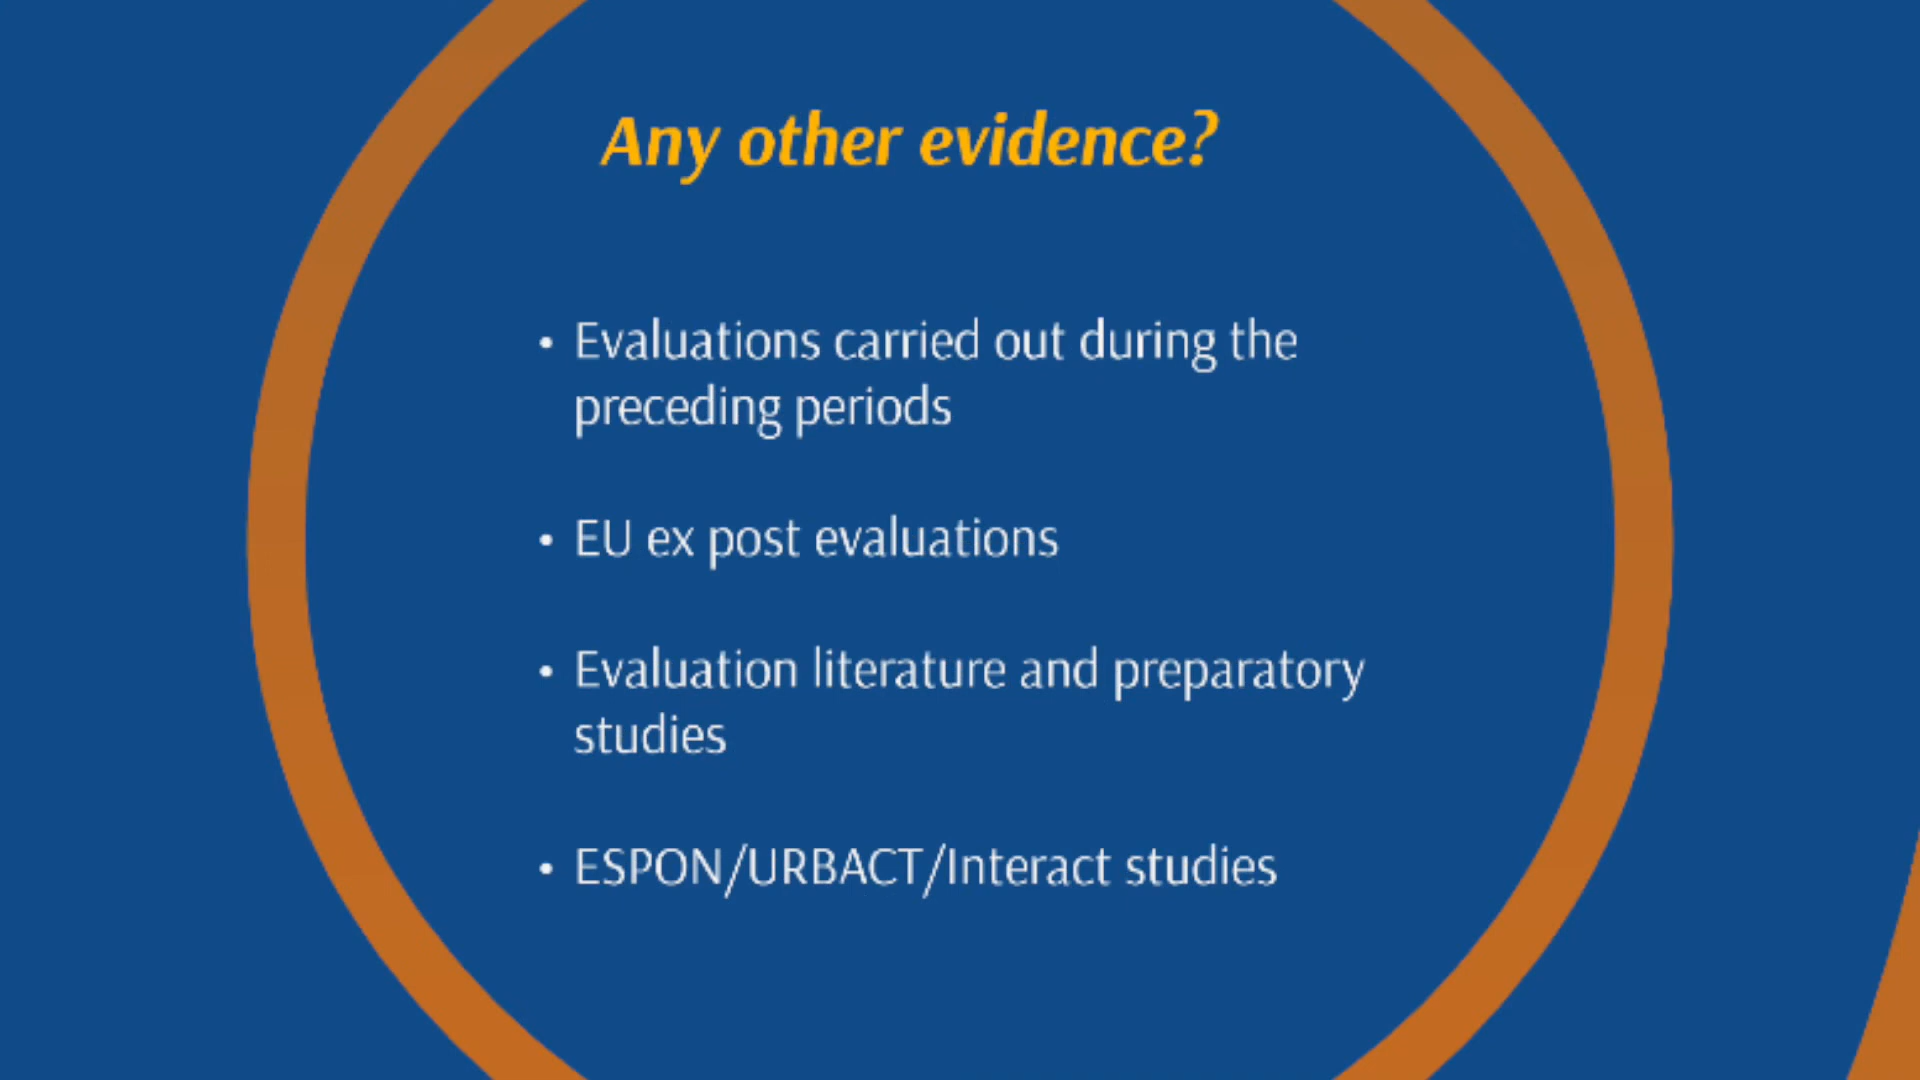 Any other evidence?
• Evaluations carried out during the
preceding periods
• EU ex post evaluations
• Evaluation literature and preparatory
studies
• ESPON/URBACT/Interact studies